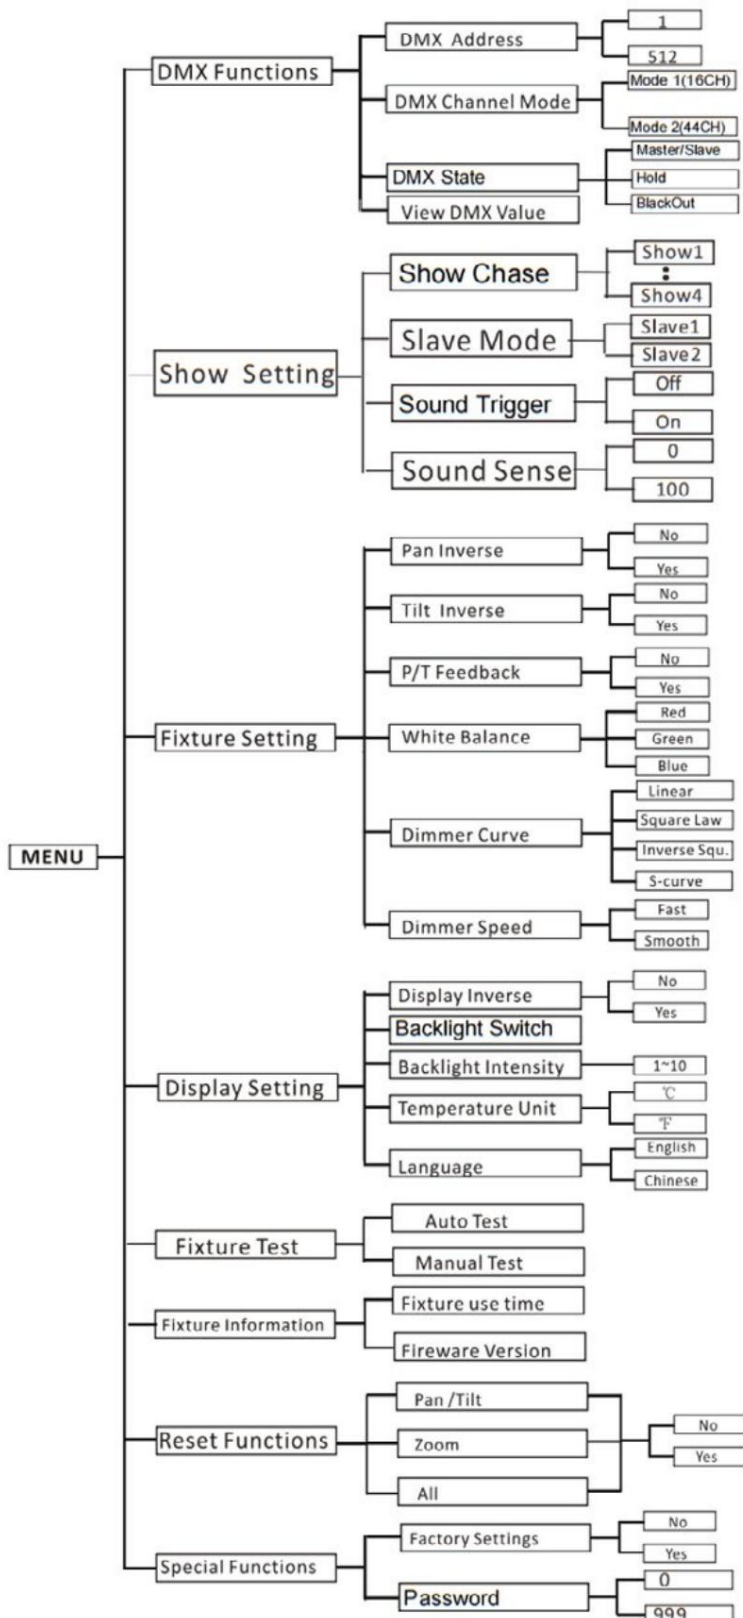 MENU
DMX Functions
DMX Address
1
512
DMX Channel Mode
Mode 1(16CH)
Mode 2(44CH)
DMX State
Master/Slave
Hold
BlackOut
View DMX Value
Show Setting
Show Chase
Show1
Show4
Slave Mode
Slave1
Slave2
Sound Trigger
Off
On
Sound Sense
0
100
Fixture Setting
Pan Inverse
No
Yes
Tilt Inverse
No
Yes
P/T Feedback
No
Yes
White Balance
Red
Green
Blue
Dimmer Curve
Linear
Square Law
Inverse Squ.
S-curve
Dimmer Speed
Fast
Smooth
Display Setting
Display Inverse
No
Yes
Backlight Switch
Backlight Intensity
1~10
Temperature Unit
℃
℉
Language
English
Chinese
Fixture Test
Auto Test
Manual Test
Fixture Information
Fixture use time
Fireware Version
Reset Functions
Pan /Tilt
Zoom
All
No
Yes
Special Functions
Factory Settings
No
Yes
Password
0
999